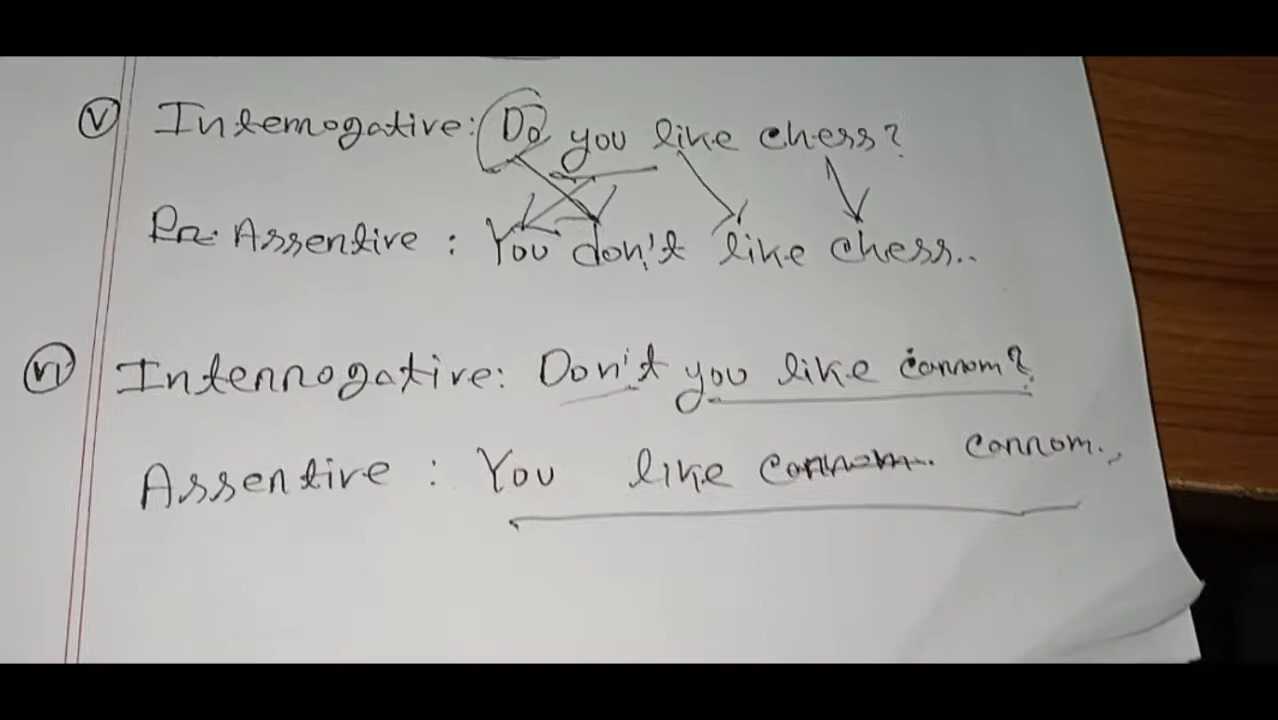 (v) Interrogative: Do you like chess?
Assertive : You don't like chess..
(vi) Interrogative: Don't you like carrom?
Assertive : You like carrom. carrom.